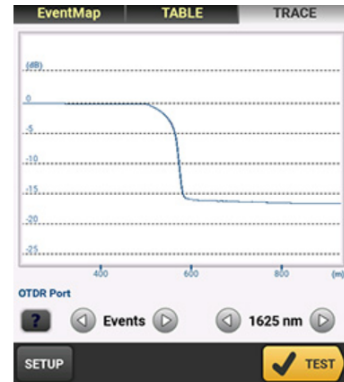 EventMap TABLE TRACE
(dB)
0
-5
-10
-15
-20
-25
400 600 800 (m)
OTDR Port
? Events 1625 nm
SETUP TEST